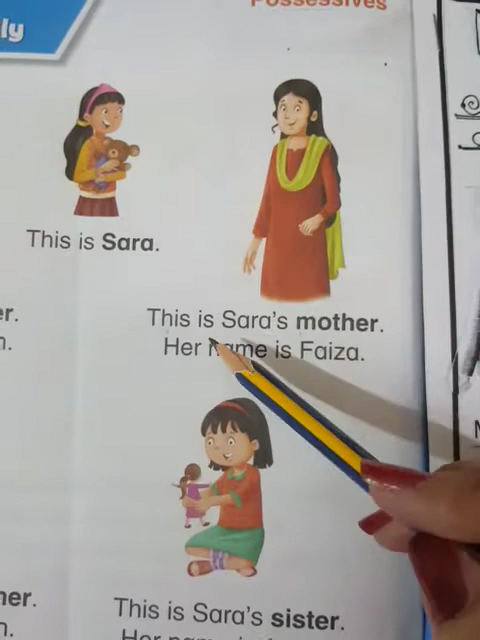 Possessives
ly
This is Sara.
er.
n.
This is Sara's mother.
Her name is Faiza.
her.
n.
This is Sara's sister.
Her